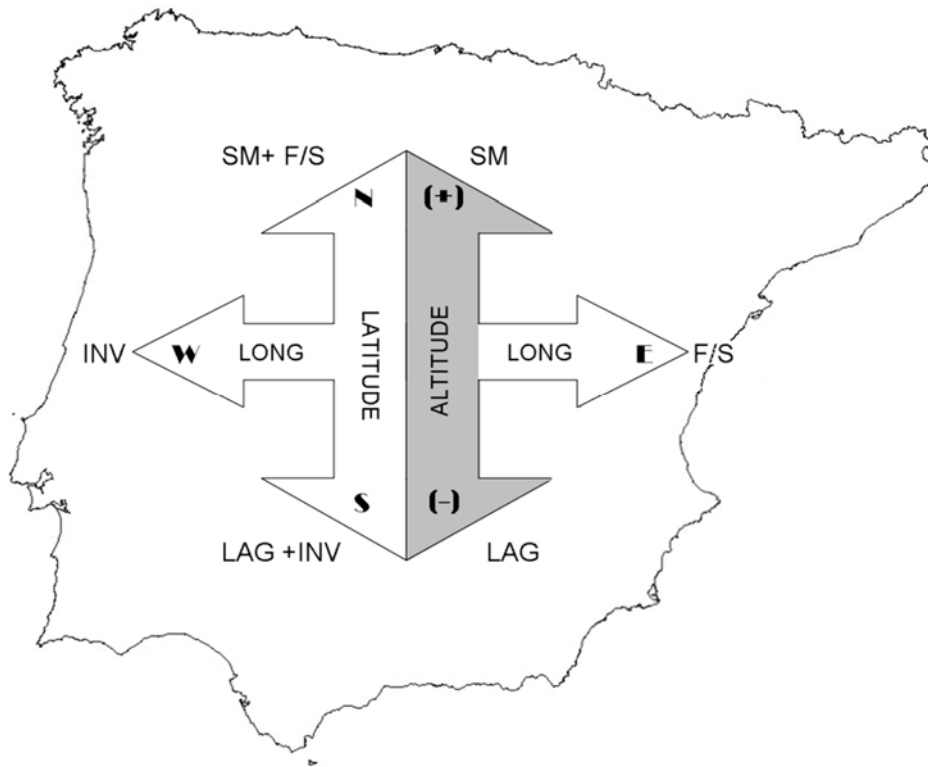 SM+ F/S
SM
N
(+)
LATITUDE
ALTITUDE
INV
W
LONG
LONG
E
F/S
S
(-)
LAG +INV
LAG